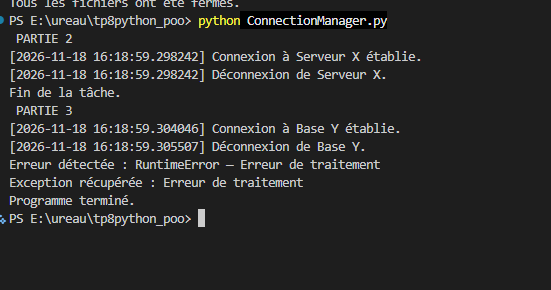 Tous les fichiers ont été fermés.
PS E:\ureau\tp8python_poo> python ConnectionManager.py
PARTIE 2
[2026-11-18 16:18:59.298242] Connexion à Serveur X établie.
[2026-11-18 16:18:59.298242] Déconnexion de Serveur X.
Fin de la tâche.
PARTIE 3
[2026-11-18 16:18:59.304046] Connexion à Base Y établie.
[2026-11-18 16:18:59.305507] Déconnexion de Base Y.
Erreur détectée : RuntimeError – Erreur de traitement
Exception récupérée : Erreur de traitement
Programme terminé.
PS E:\ureau\tp8python_poo>